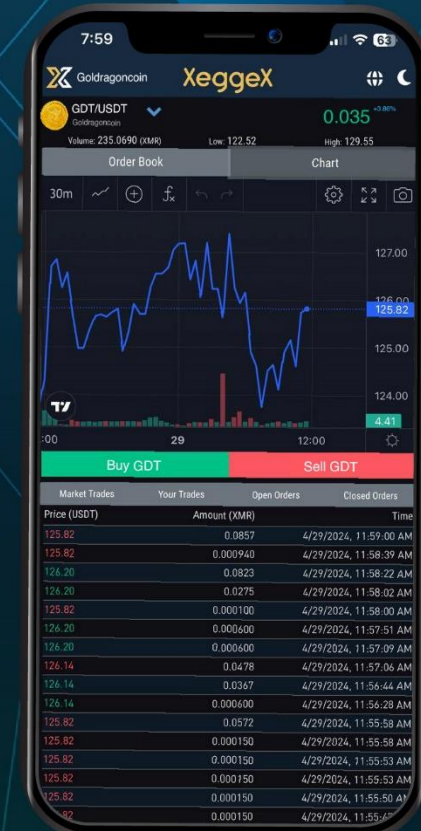 7:59
63
Goldragoncoin
XeggeX
GDT/USDT
Goldragoncoin
0.035 +3.86%
Volume: 235.0690 (XMR) Low: 122.52 High: 129.55
Order Book Chart
30m
127.00
126.00
125.82
125.00
124.00
4.41
:00 29 12:00
Buy GDT Sell GDT
Market Trades Your Trades Open Orders Closed Orders
Price (USDT) Amount (XMR) Time
125.82 0.0857 4/29/2024, 11:59:00 AM
125.82 0.000940 4/29/2024, 11:58:39 AM
126.20 0.0823 4/29/2024, 11:58:22 AM
126.20 0.0275 4/29/2024, 11:58:02 AM
125.82 0.000100 4/29/2024, 11:58:00 AM
126.20 0.000600 4/29/2024, 11:57:51 AM
126.20 0.000600 4/29/2024, 11:57:09 AM
126.14 0.0478 4/29/2024, 11:57:06 AM
126.14 0.0367 4/29/2024, 11:56:44 AM
126.14 0.000600 4/29/2024, 11:56:28 AM
125.82 0.0572 4/29/2024, 11:55:58 AM
125.82 0.000150 4/29/2024, 11:55:58 AM
125.82 0.000150 4/29/2024, 11:55:53 AM
125.82 0.000150 4/29/2024, 11:55:53 AM
125.82 0.000150 4/29/2024, 11:55:50 AM
0.000150 4/29/2024,